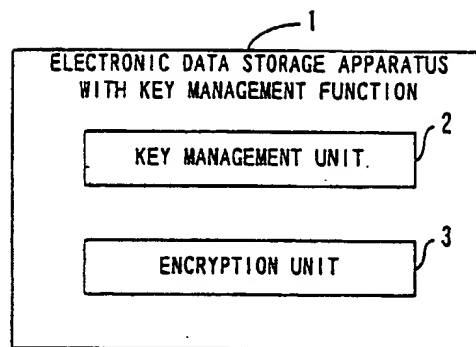 1
ELECTRONIC DATA STORAGE APPARATUS
WITH KEY MANAGEMENT FUNCTION
2
KEY MANAGEMENT UNIT.
3
ENCRYPTION UNIT